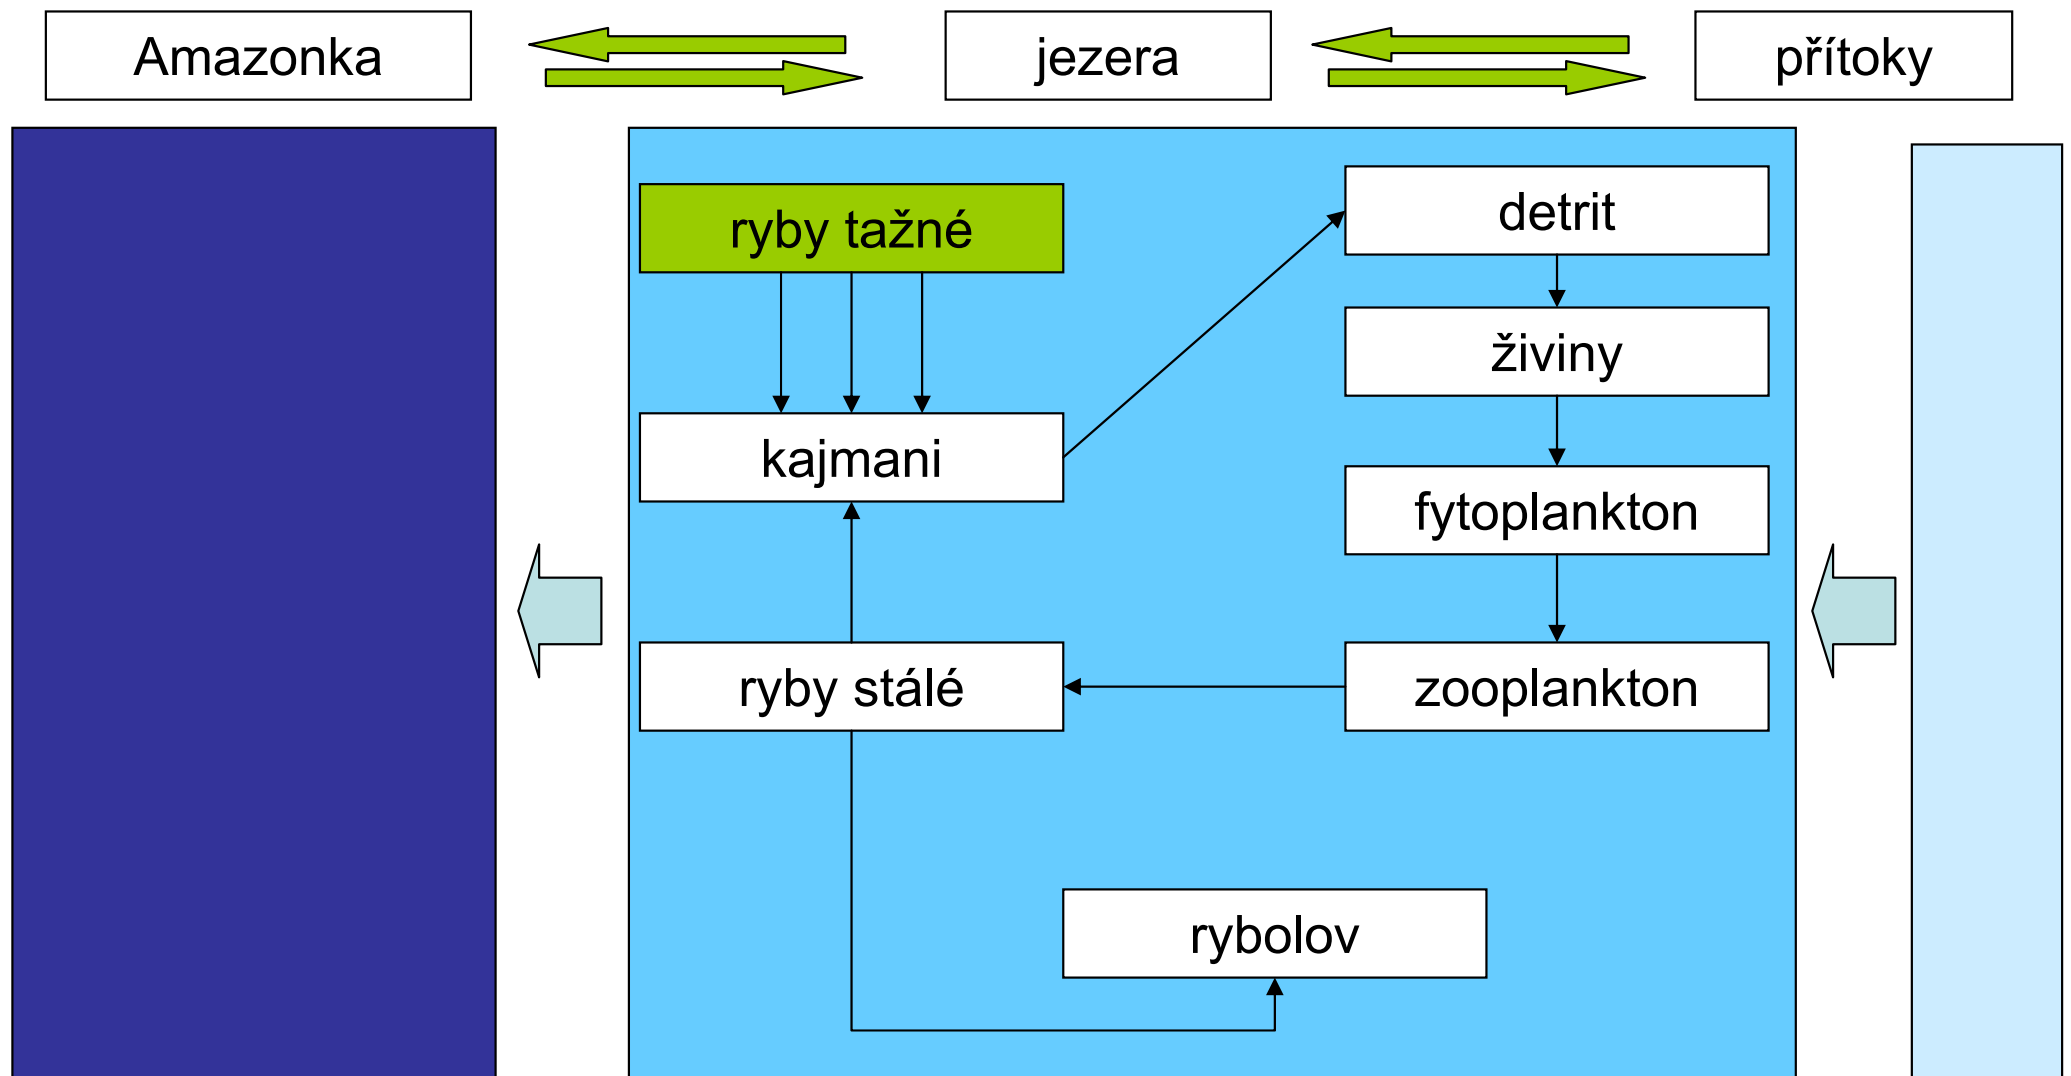 Amazonka
jezera
přítoky
ryby tažné
detrit
živiny
kajmani
fytoplankton
ryby stálé
zooplankton
rybolov